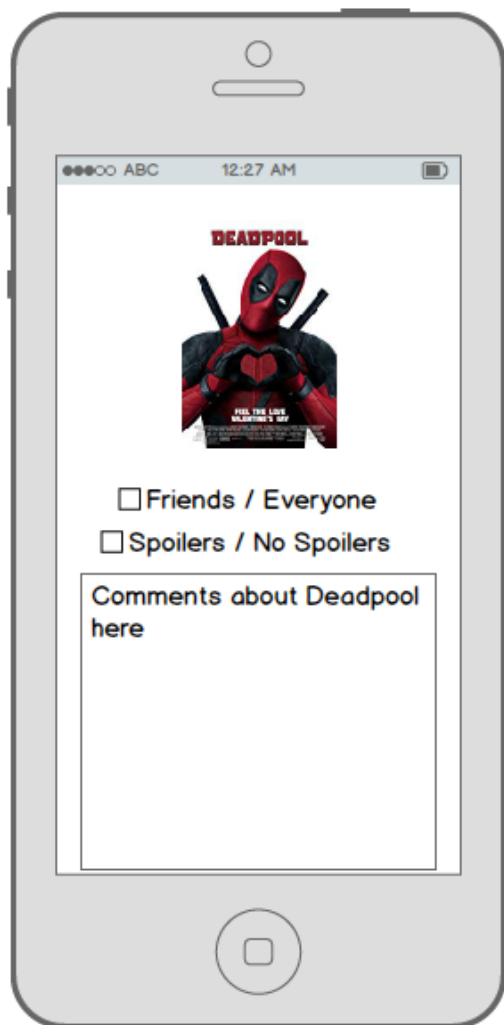 ABC 12:27 AM
DEADPOOL
FEEL THE LOVE
VALENTINE'S DAY
Friends / Everyone
Spoilers / No Spoilers
Comments about Deadpool
here